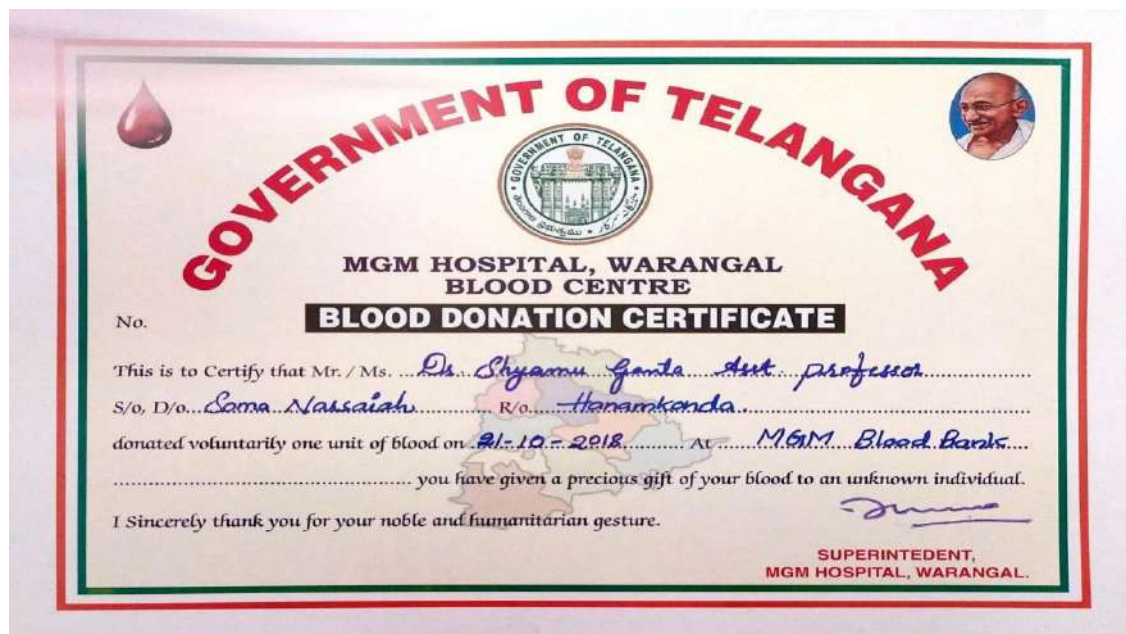 GOVERNMENT OF TELANGANA
GOVERNMENT OF TELANGANA
MGM HOSPITAL, WARANGAL
BLOOD CENTRE
BLOOD DONATION CERTIFICATE
No.
This is to Certify that Mr. / Ms. Dr. Shyamu Ganta Asst professor
S/o, D/o. Soma Narsaiah R/o. Hanamkonda.
donated voluntarily one unit of blood on 21-10-2018 At MGM Blood Bank
you have given a precious gift of your blood to an unknown individual.
I Sincerely thank you for your noble and humanitarian gesture.
SUPERINTEDENT,
MGM HOSPITAL, WARANGAL.